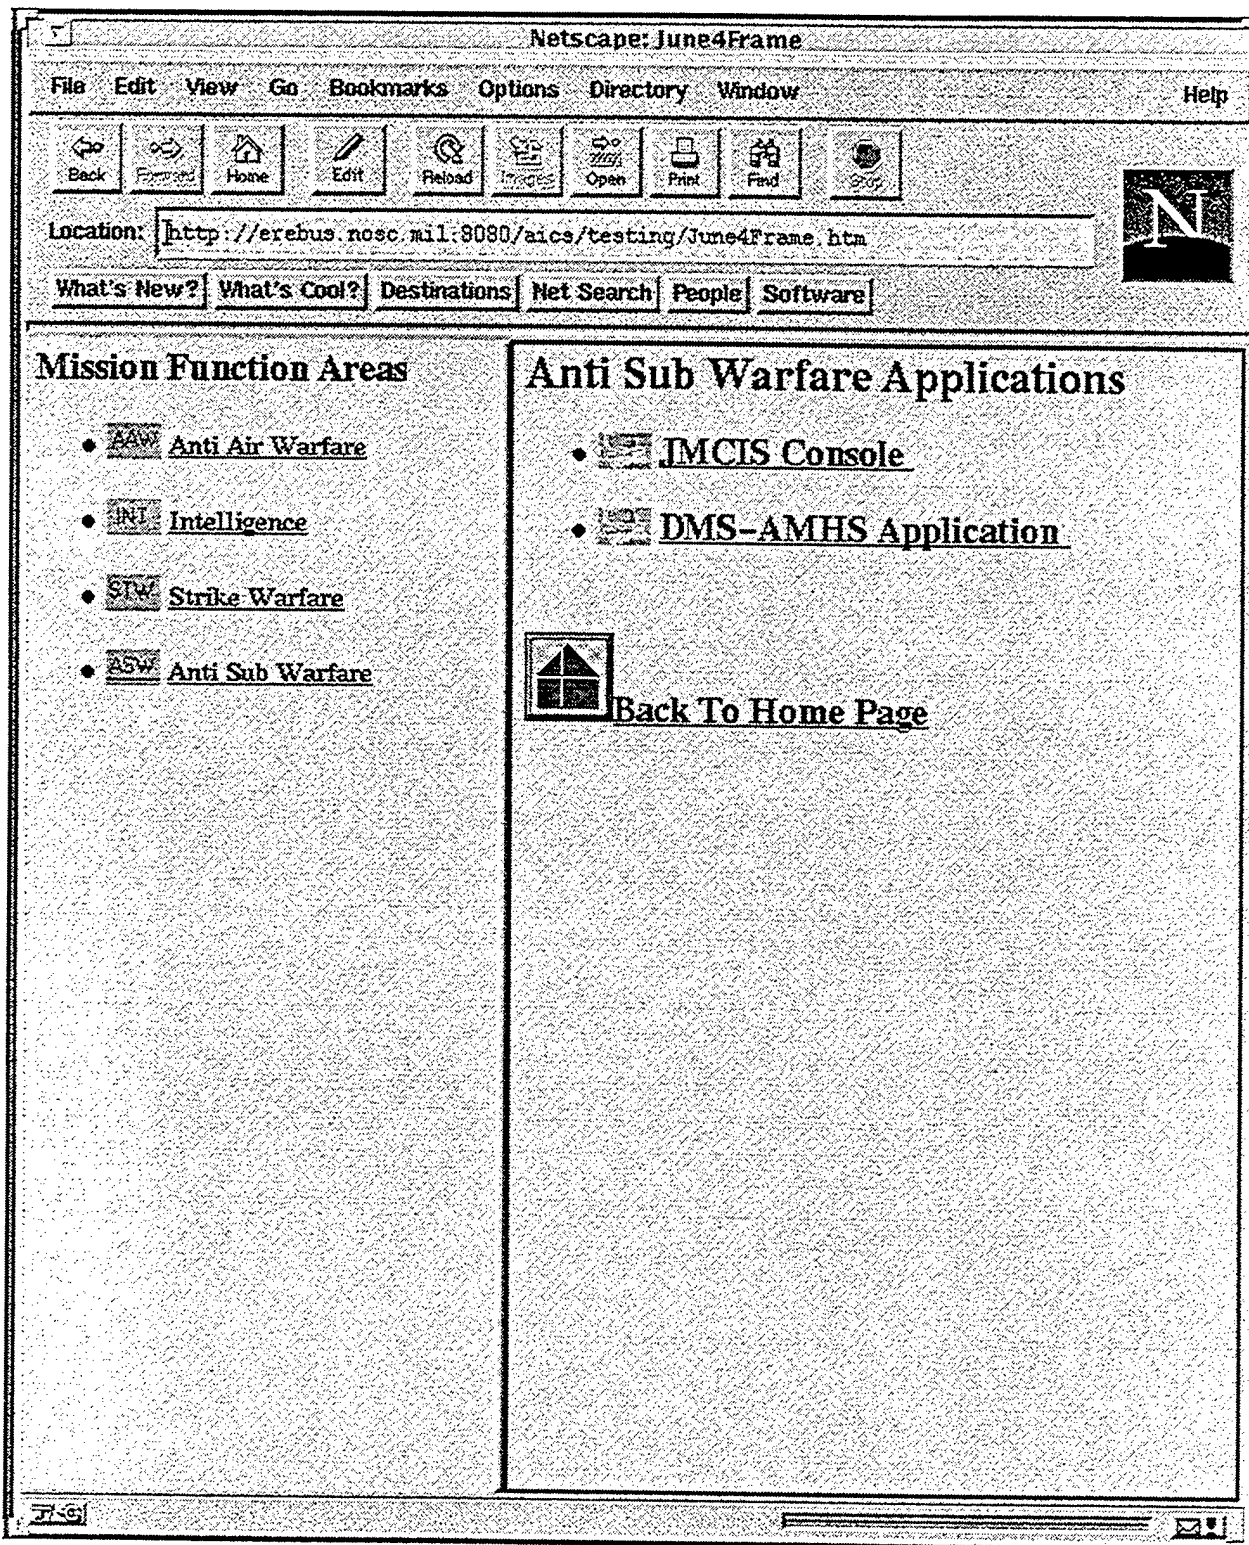 Netscape: June4Frame
File Edit View Go Bookmarks Options Directory Window Help
Back Forward Home Edit Reload Images Open Print Find Stop
N
Location: http://erebus.nosc.mil:8080/aics/testing/June4Frame.htm
What's New? What's Cool? Destinations Net Search People Software
Mission Function Areas
AAW Anti Air Warfare
INT Intelligence
STW Strike Warfare
ASW Anti Sub Warfare
Anti Sub Warfare Applications
JMCIS Console
DMS-AMHS Application
Back To Home Page